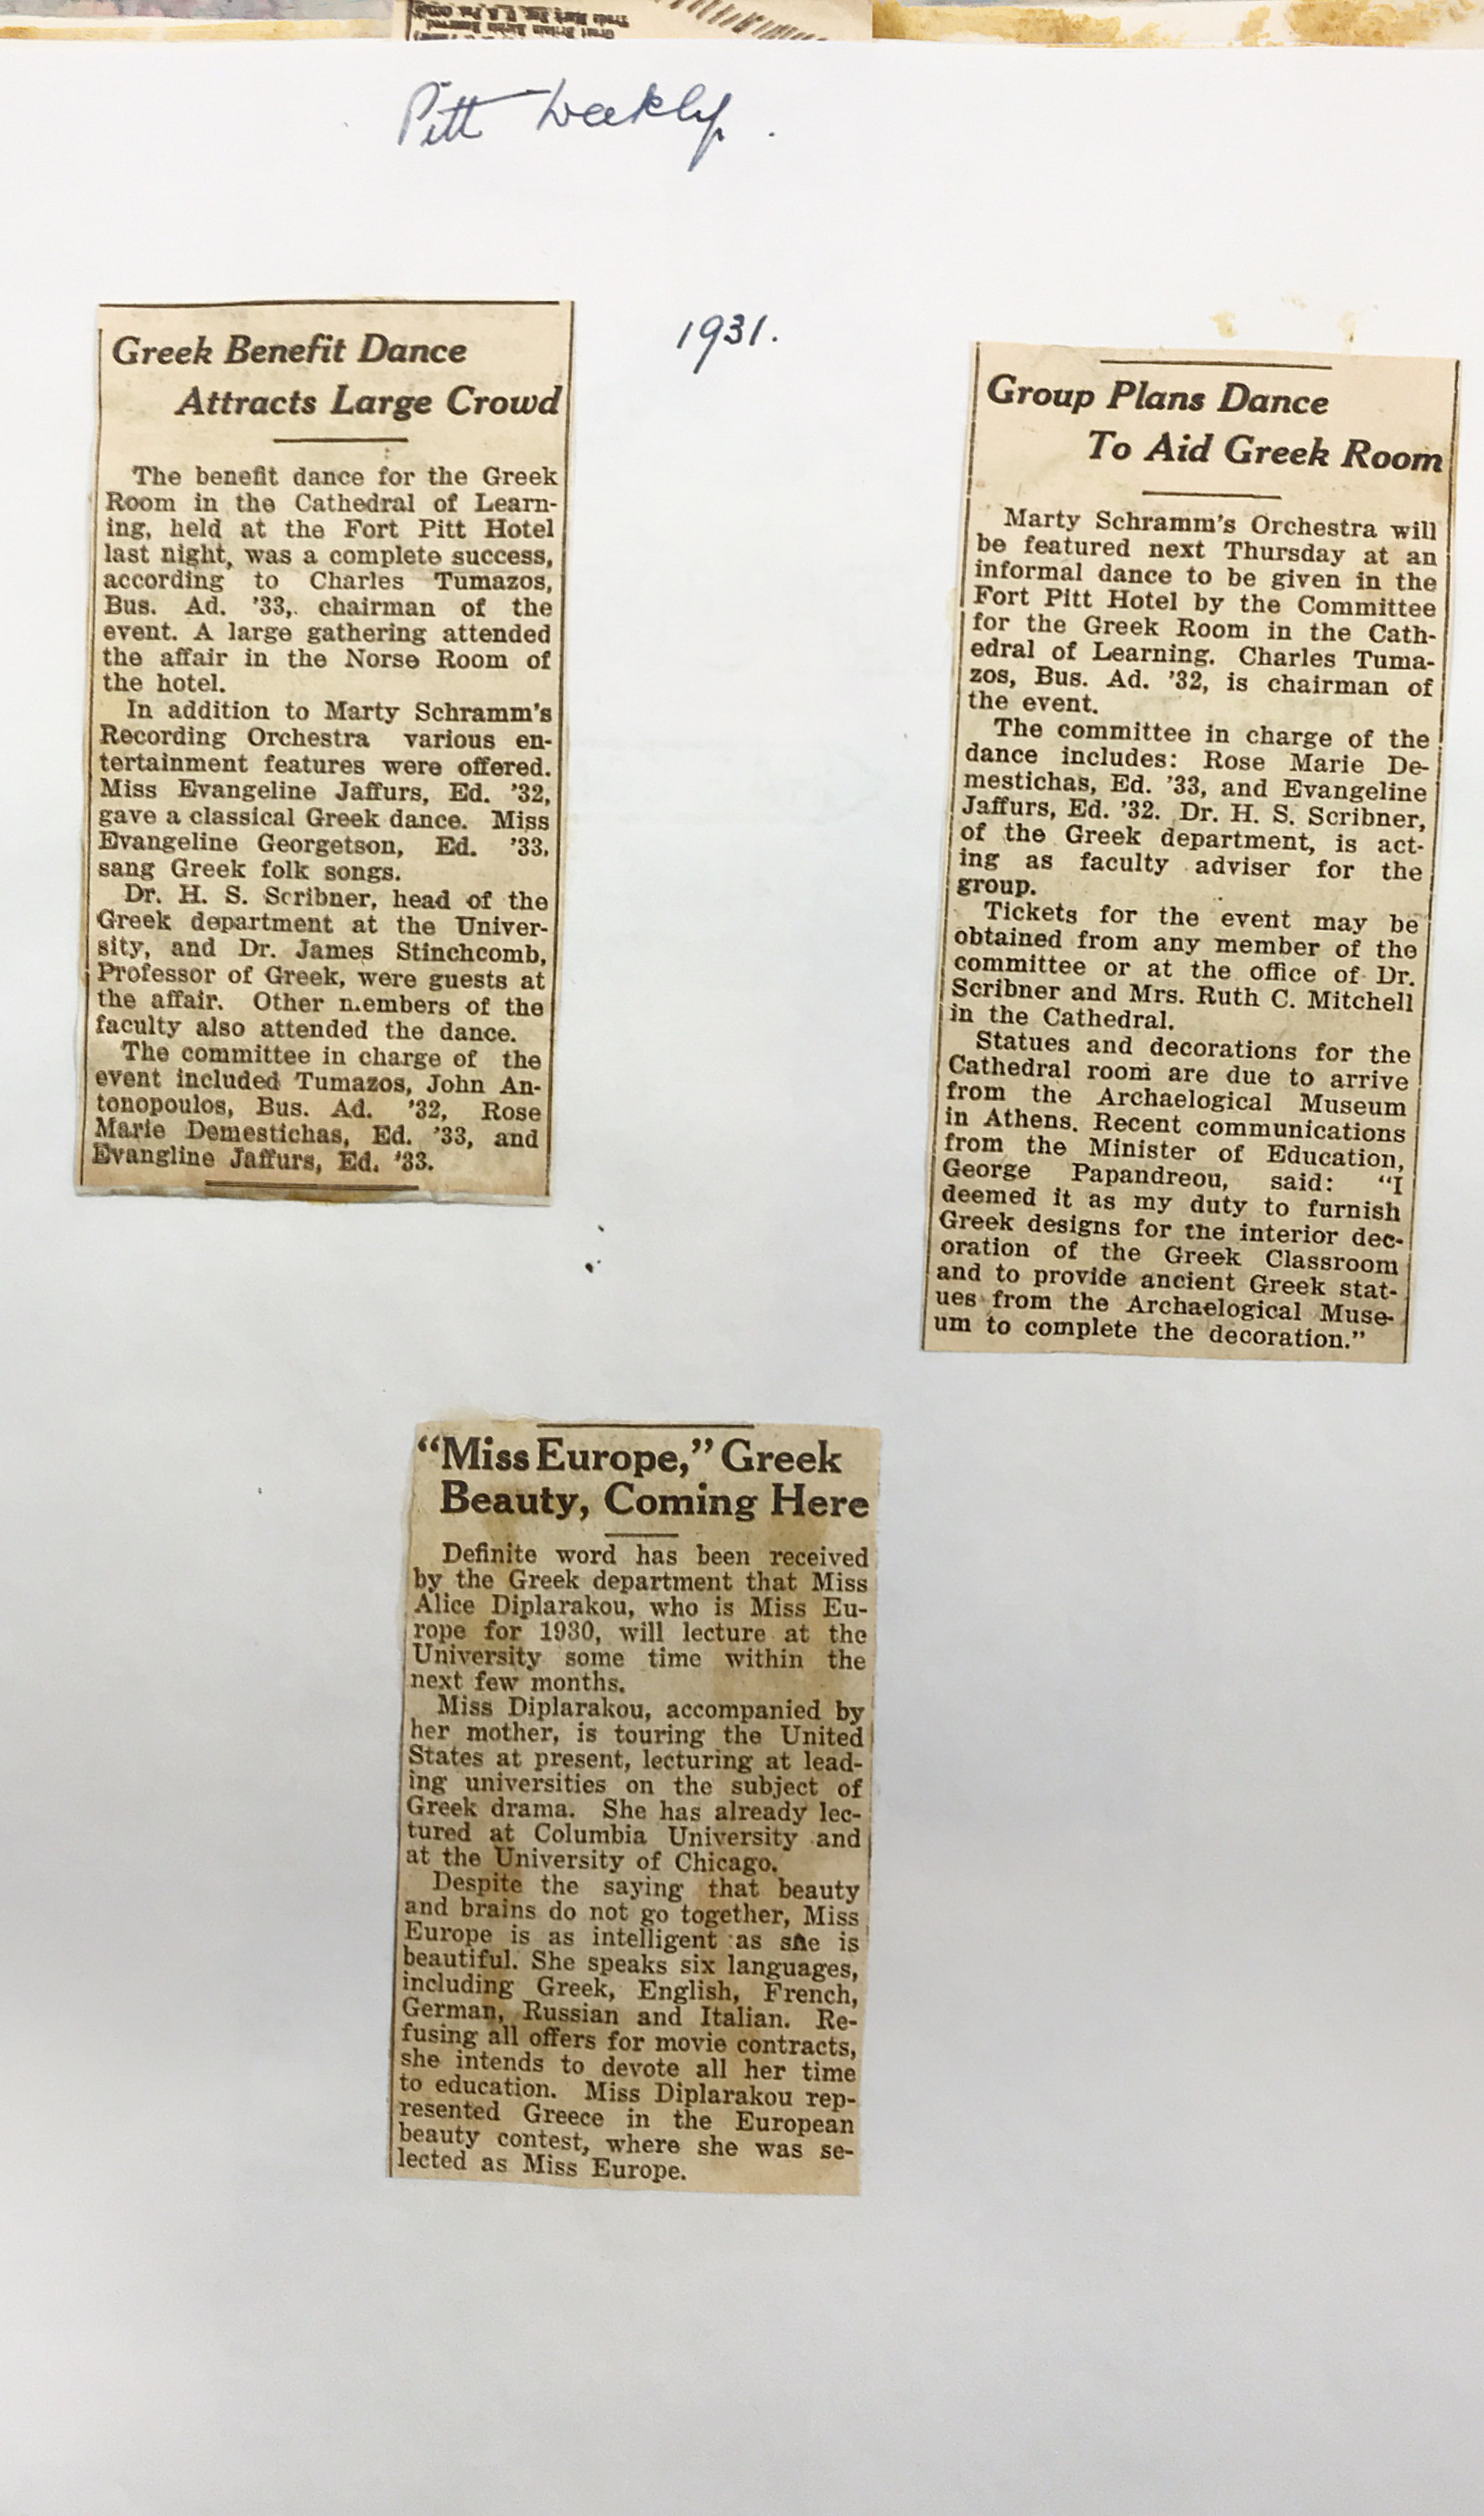 Pitt Weekly.
1931.
Greek Benefit Dance
Attracts Large Crowd
The benefit dance for the Greek
Room in the Cathedral of Learn-
ing, held at the Fort Pitt Hotel
last night, was a complete success,
according to Charles Tumazos,
Bus. Ad. '33, chairman of the
event. A large gathering attended
the affair in the Norse Room of
the hotel.
In addition to Marty Schramm's
Recording Orchestra various en-
tertainment features were offered.
Miss Evangeline Jaffurs, Ed. '32,
gave a classical Greek dance. Miss
Evangeline Georgetson, Ed. '33,
sang Greek folk songs.
Dr. H. S. Scribner, head of the
Greek department at the Univer-
sity, and Dr. James Stinchcomb,
Professor of Greek, were guests at
the affair. Other members of the
faculty also attended the dance.
The committee in charge of the
event included Tumazos, John An-
tonopoulos, Bus. Ad. '32, Rose
Marie Demestichas, Ed. '33, and
Evangline Jaffurs, Ed. '33.
Group Plans Dance
To Aid Greek Room
Marty Schramm's Orchestra will
be featured next Thursday at an
informal dance to be given in the
Fort Pitt Hotel by the Committee
for the Greek Room in the Cath-
edral of Learning. Charles Tuma-
zos, Bus. Ad. '32, is chairman of
the event.
The committee in charge of the
dance includes: Rose Marie De-
mestichas, Ed. '33, and Evangeline
Jaffurs, Ed. '32. Dr. H. S. Scribner,
of the Greek department, is act-
ing as faculty adviser for the
group.
Tickets for the event may be
obtained from any member of the
committee or at the office of Dr.
Scribner and Mrs. Ruth C. Mitchell
in the Cathedral.
Statues and decorations for the
Cathedral room are due to arrive
from the Archaelogical Museum
in Athens. Recent communications
from the Minister of Education,
George Papandreou, said: "I
deemed it as my duty to furnish
Greek designs for the interior dec-
oration of the Greek Classroom
and to provide ancient Greek stat-
ues from the Archaelogical Muse-
um to complete the decoration."
"Miss Europe," Greek
Beauty, Coming Here
Definite word has been received
by the Greek department that Miss
Alice Diplarakou, who is Miss Eu-
rope for 1930, will lecture at the
University some time within the
next few months.
Miss Diplarakou, accompanied by
her mother, is touring the United
States at present, lecturing at lead-
ing universities on the subject of
Greek drama. She has already lec-
tured at Columbia University and
at the University of Chicago.
Despite the saying that beauty
and brains do not go together, Miss
Europe is as intelligent as she is
beautiful. She speaks six languages,
including Greek, English, French,
German, Russian and Italian. Re-
fusing all offers for movie contracts,
she intends to devote all her time
to education. Miss Diplarakou rep-
resented Greece in the European
beauty contest, where she was se-
lected as Miss Europe.